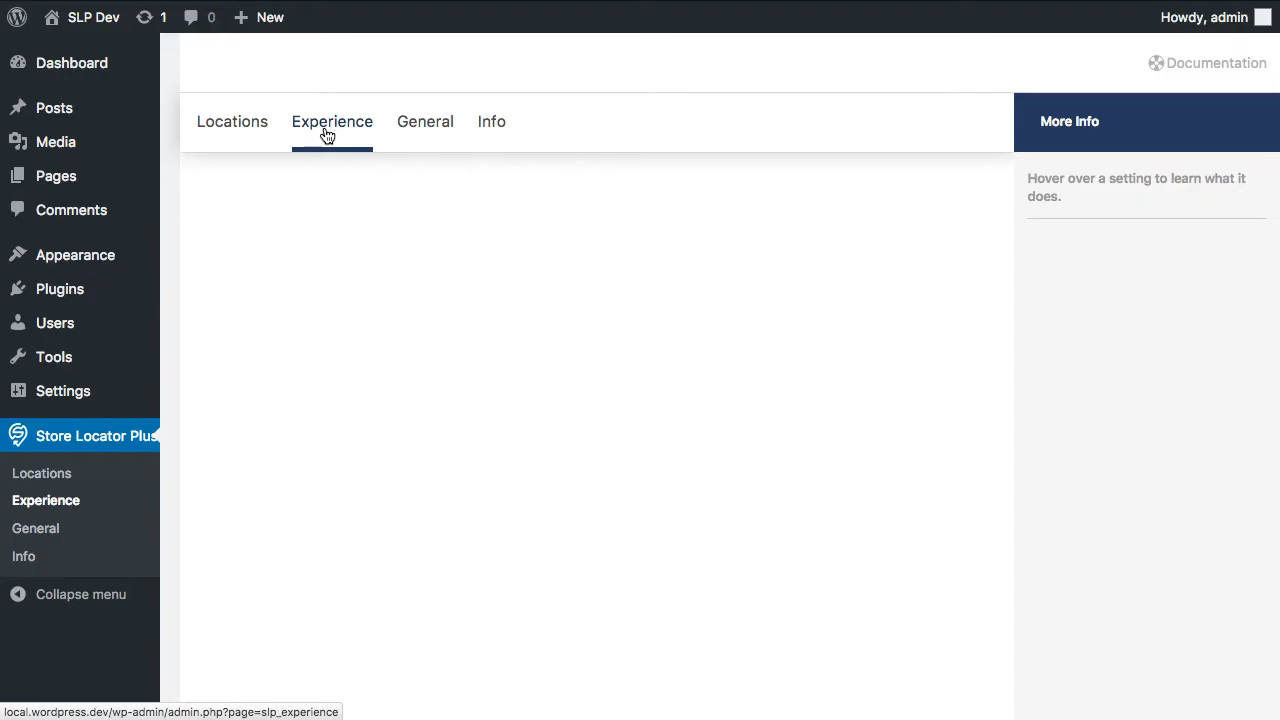 SLP Dev 1 0 New Howdy, admin
Dashboard
Posts
Media
Pages
Comments
Appearance
Plugins
Users
Tools
Settings
Store Locator Plus
Locations
Experience
General
Info
Collapse menu
Documentation
Locations Experience General Info
More Info
Hover over a setting to learn what it
does.
local.wordpress.dev/wp-admin/admin.php?page=slp_experience